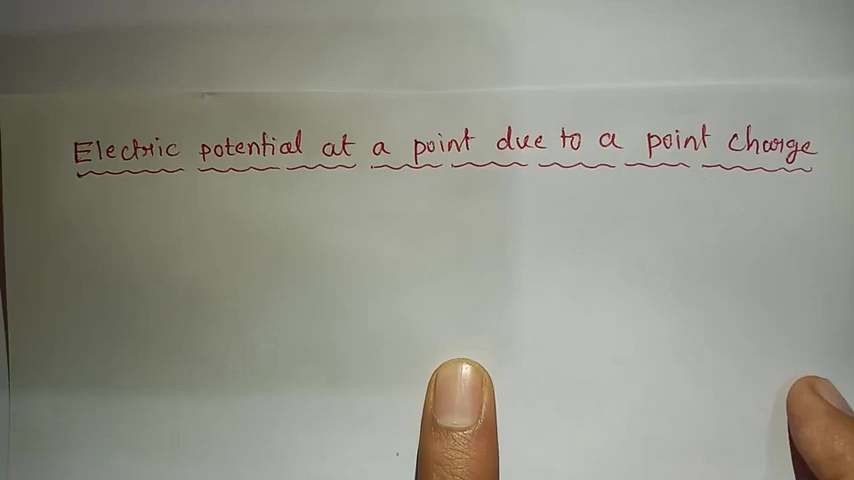 Electric potential at a point due to a point charge